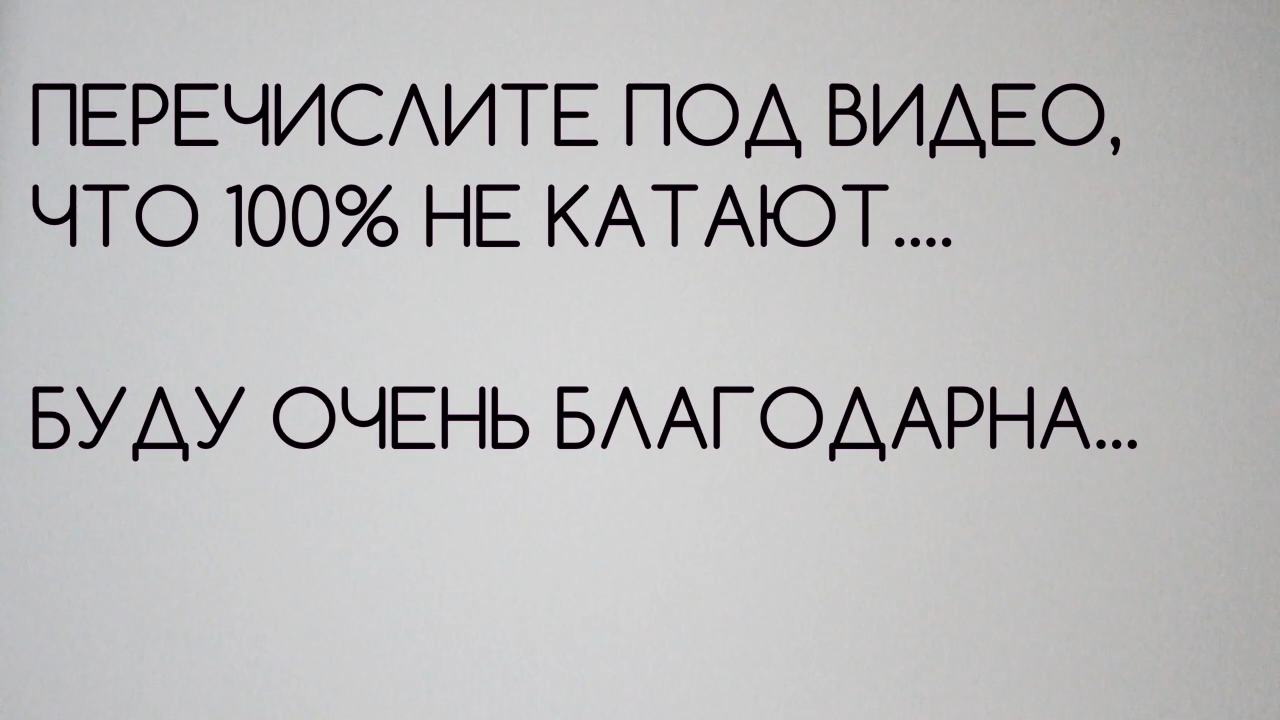 ПЕРЕЧИСЛИТЕ ПОД ВИДЕО,
ЧТО 100% НЕ КАТАЮТ....
БУДУ ОЧЕНЬ БЛАГОДАРНА...